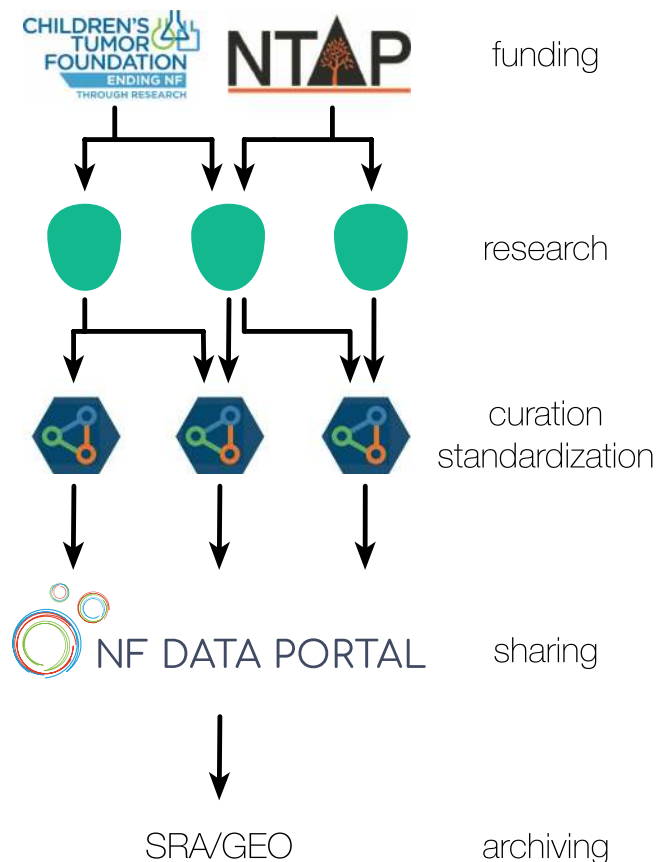 CHILDREN'S
TUMOR
FOUNDATION
ENDING NF
THROUGH RESEARCH
NTAP
funding
research
curation
standardization
NF DATA PORTAL
sharing
SRA/GEO
archiving